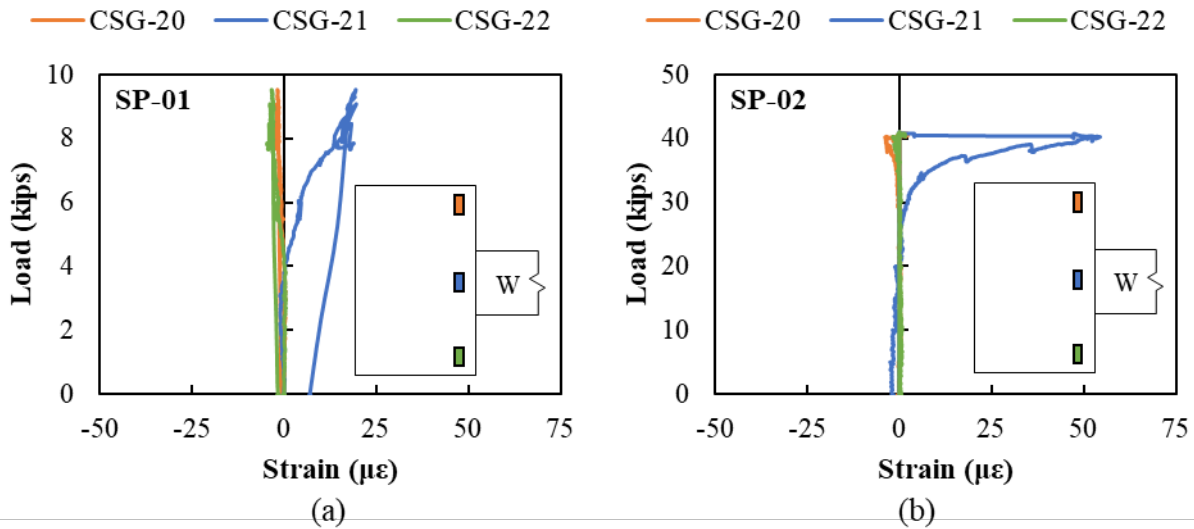 CSG-20 CSG-21 CSG-22
SP-01
10
8
6
4
2
0
Load (kips)
W
-50 -25 0 25 50 75
Strain (με)
(a)
CSG-20 CSG-21 CSG-22
SP-02
50
40
30
20
10
0
Load (kips)
W
-50 -25 0 25 50 75
Strain (με)
(b)